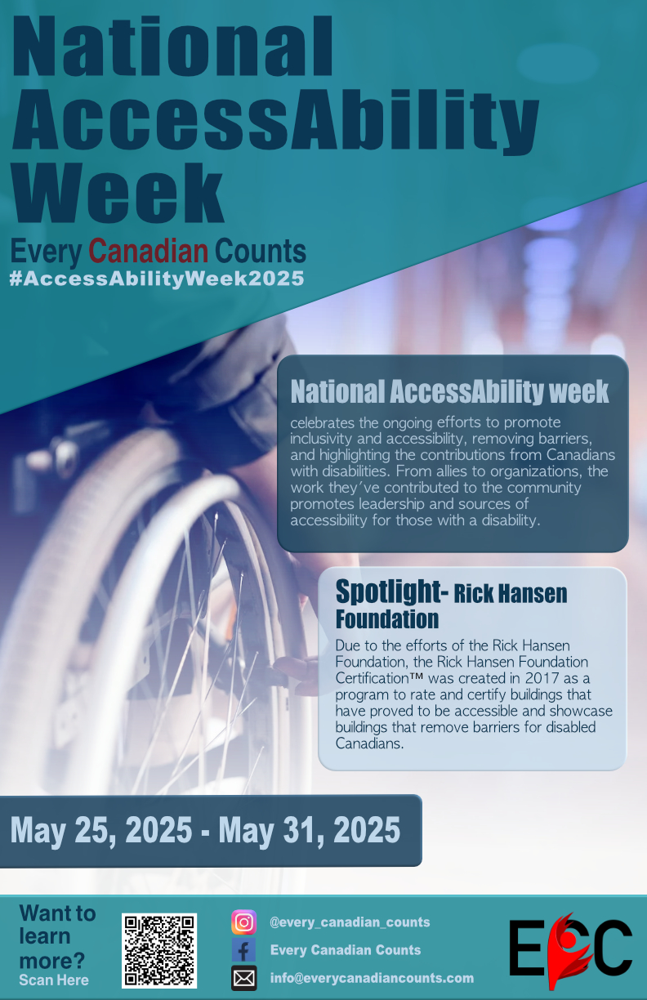 National
AccessAbility
Week
Every Canadian Counts
#AccessAbilityWeek2025
National AccessAbility week
celebrates the ongoing efforts to promote
inclusivity and accessibility, removing barriers,
and highlighting the contributions from Canadians
with disabilities. From allies to organizations, the
work they've contributed to the community
promotes leadership and sources of
accessibility for those with a disability.
Spotlight- Rick Hansen
Foundation
Due to the efforts of the Rick Hansen
Foundation, the Rick Hansen Foundation
Certification™ was created in 2017 as a
program to rate and certify buildings that
have proved to be accessible and showcase
buildings that remove barriers for disabled
Canadians.
May 25, 2025 - May 31, 2025
Want to
learn
more?
Scan Here
@every_canadian_counts
Every Canadian Counts
info@everycanadiancounts.com
ECC